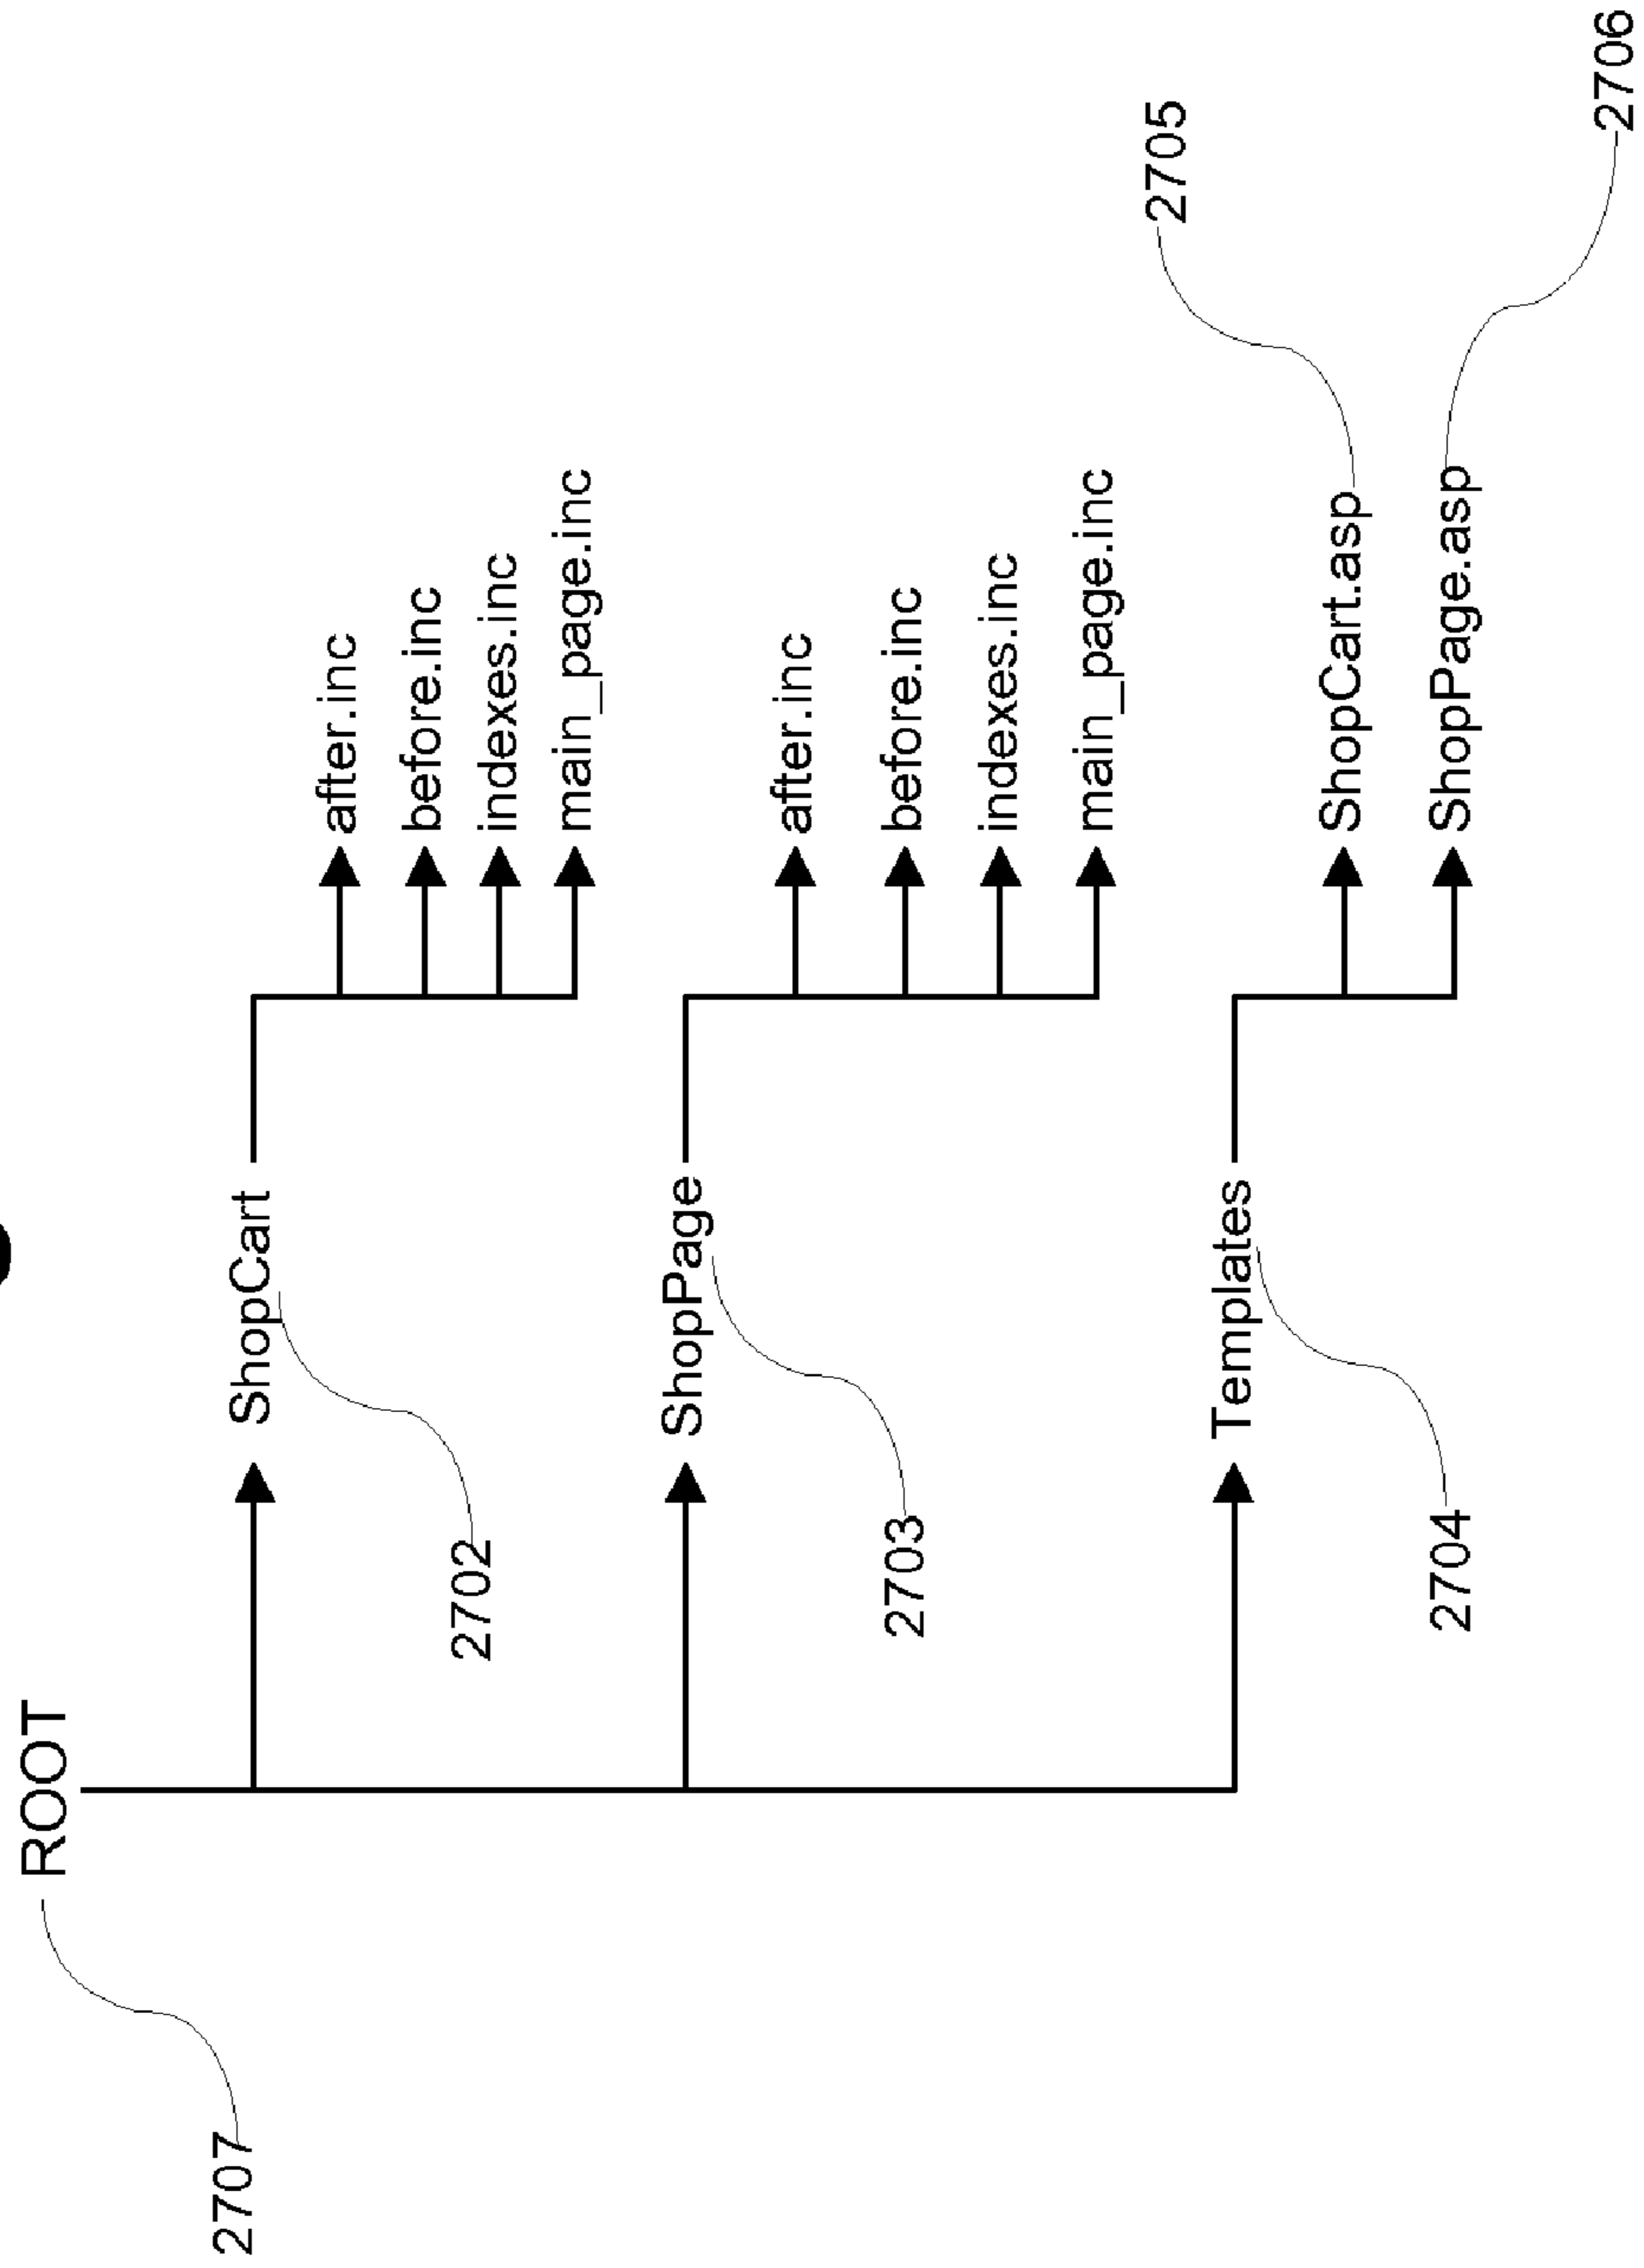 ROOT
2707
ShopCart
2702
after.inc
before.inc
indexes.inc
main_page.inc
ShopPage
2703
after.inc
before.inc
indexes.inc
main_page.inc
2705
Templates
2704
ShopCart.asp
ShopPage.asp
2706